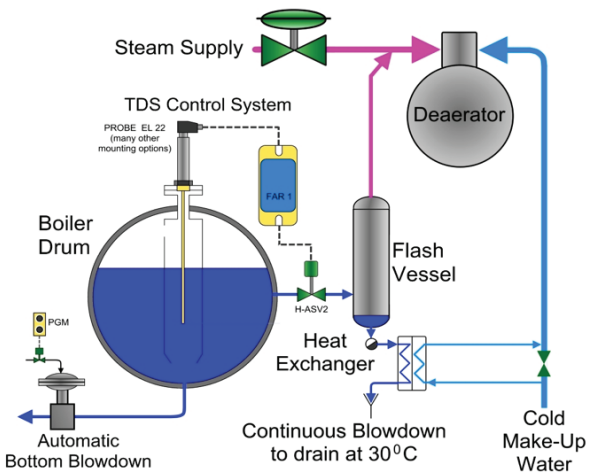 Steam Supply
TDS Control System
PROBE EL 22
(many other
mounting options)
FAR 1
Deaerator
Boiler
Drum
Flash
Vessel
H-ASV2
PGM
Heat
Exchanger
Automatic
Bottom Blowdown
Continuous Blowdown
to drain at 30⁰C
Cold
Make-Up
Water